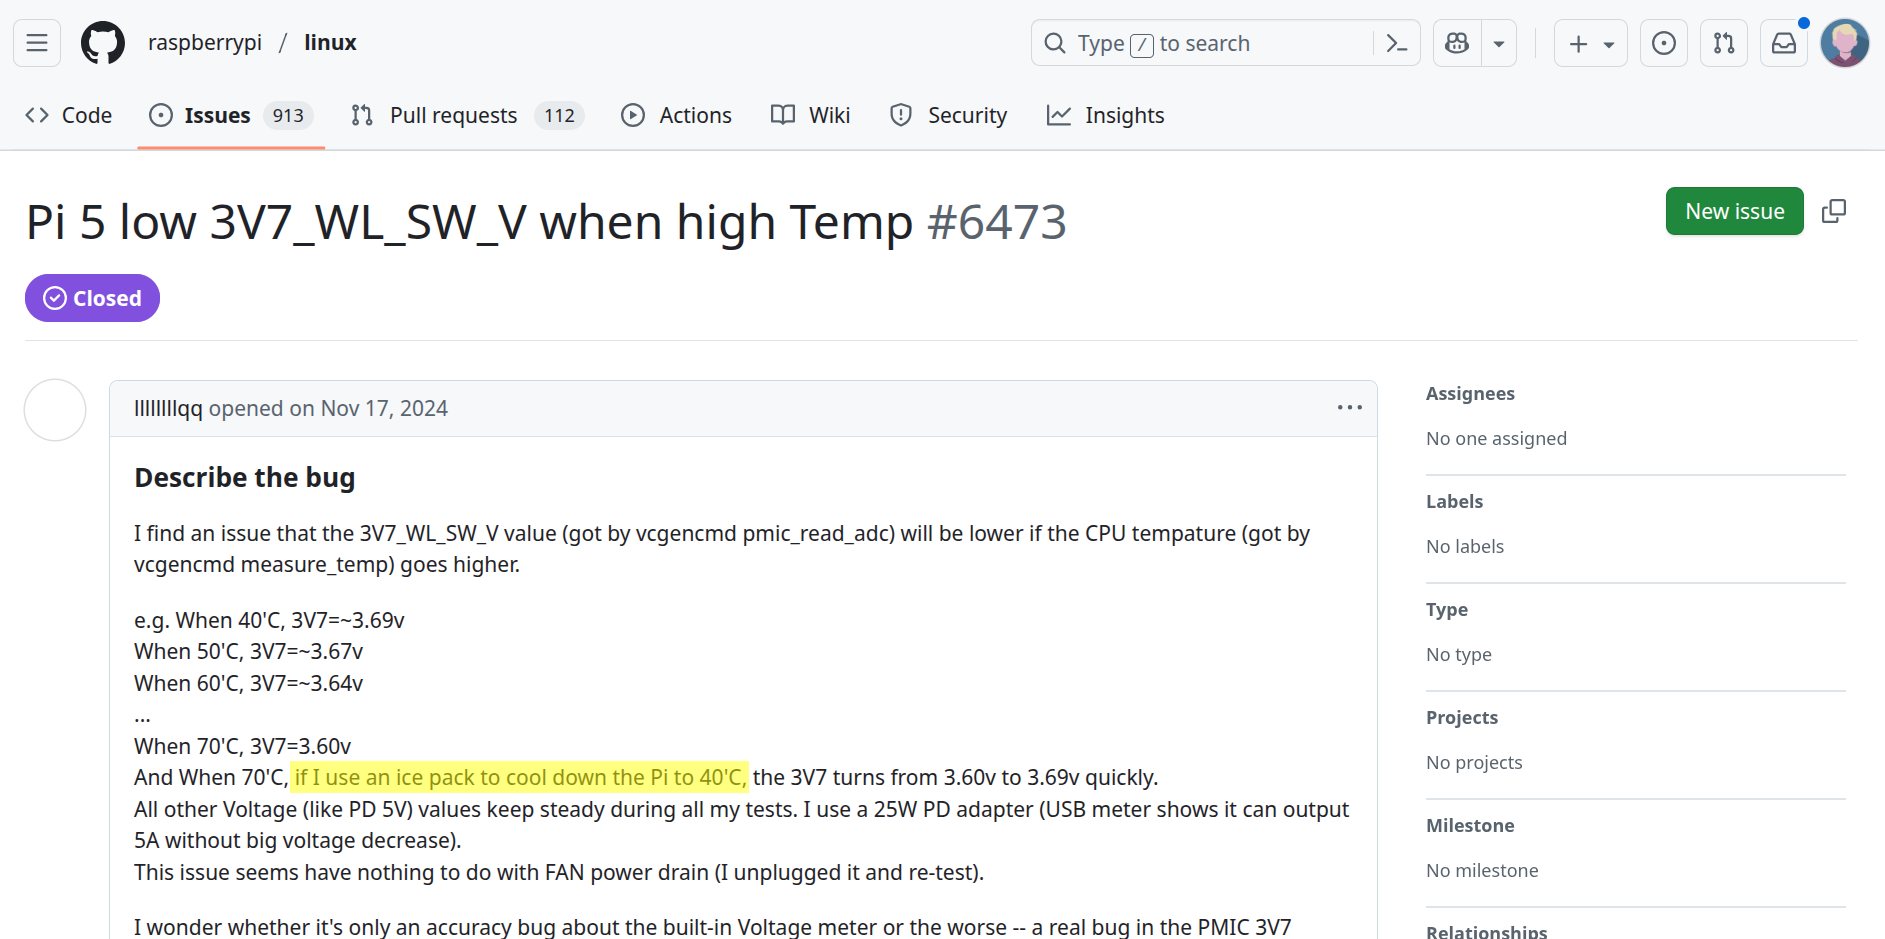 raspberrypi / linux
Type / to search
Code
Issues 913
Pull requests 112
Actions
Wiki
Security
Insights
Pi 5 low 3V7_WL_SW_V when high Temp #6473
New issue
Closed
llllllllqq opened on Nov 17, 2024
Describe the bug
I find an issue that the 3V7_WL_SW_V value (got by vcgencmd pmic_read_adc) will be lower if the CPU tempature (got by
vcgencmd measure_temp) goes higher.
e.g. When 40'C, 3V7=~3.69v
When 50'C, 3V7=~3.67v
When 60'C, 3V7=~3.64v
...
When 70'C, 3V7=3.60v
And When 70'C, if I use an ice pack to cool down the Pi to 40'C, the 3V7 turns from 3.60v to 3.69v quickly.
All other Voltage (like PD 5V) values keep steady during all my tests. I use a 25W PD adapter (USB meter shows it can output
5A without big voltage decrease).
This issue seems have nothing to do with FAN power drain (I unplugged it and re-test).
I wonder whether it's only an accuracy bug about the built-in Voltage meter or the worse -- a real bug in the PMIC 3V7
Assignees
No one assigned
Labels
No labels
Type
No type
Projects
No projects
Milestone
No milestone
Relationships